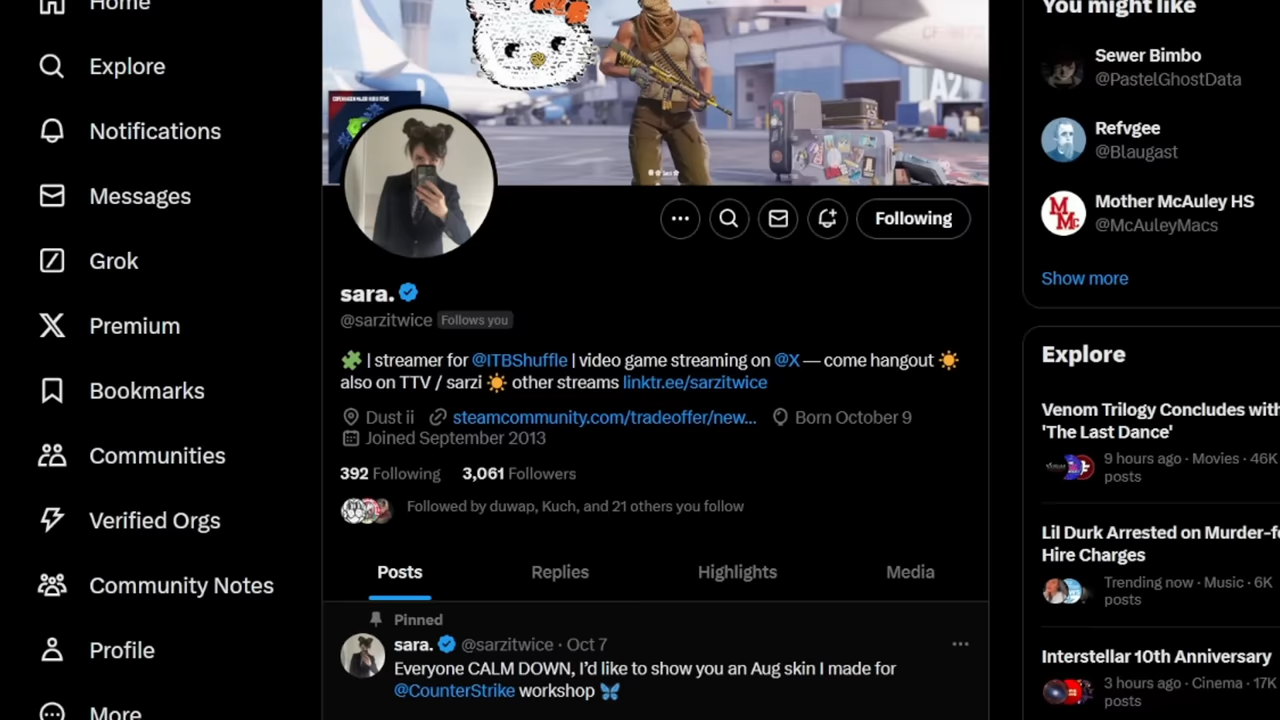 Home
Explore
Notifications
Messages
Grok
Premium
Bookmarks
Communities
Verified Orgs
Community Notes
Profile
More
A2
Following
sara.
@sarzitwice Follows you
| streamer for @ITBShuffle | video game streaming on @X — come hangout ☀️
also on TTV / sarzi ☀️ other streams linktr.ee/sarzitwice
Dust ii steamcommunity.com/tradeoffer/new... Born October 9
Joined September 2013
392 Following 3,061 Followers
Followed by duwap, Kuch, and 21 others you follow
Posts Replies Highlights Media
Pinned
sara. @sarzitwice · Oct 7
Everyone CALM DOWN, I'd like to show you an Aug skin I made for
@CounterStrike workshop 🦋
You might like
Sewer Bimbo
@PastelGhostData
Refvgee
@Blaugast
Mother McAuley HS
@McAuleyMacs
Show more
Explore
Venom Trilogy Concludes with
'The Last Dance'
9 hours ago · Movies · 46K
posts
Lil Durk Arrested on Murder-fo
Hire Charges
Trending now · Music · 6K
posts
Interstellar 10th Anniversary
3 hours ago · Cinema · 17K
posts